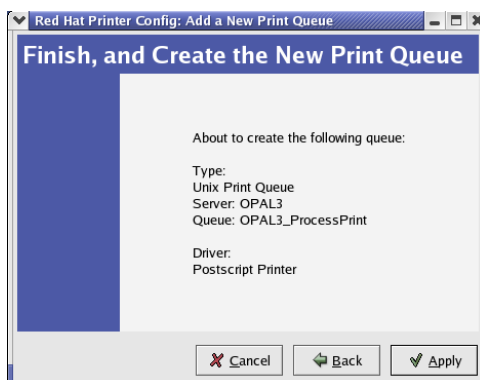 Red Hat Printer Config: Add a New Print Queue
Finish, and Create the New Print Queue
About to create the following queue:
Type:
Unix Print Queue
Server: OPAL3
Queue: OPAL3_ProcessPrint
Driver:
Postscript Printer
Cancel
Back
Apply